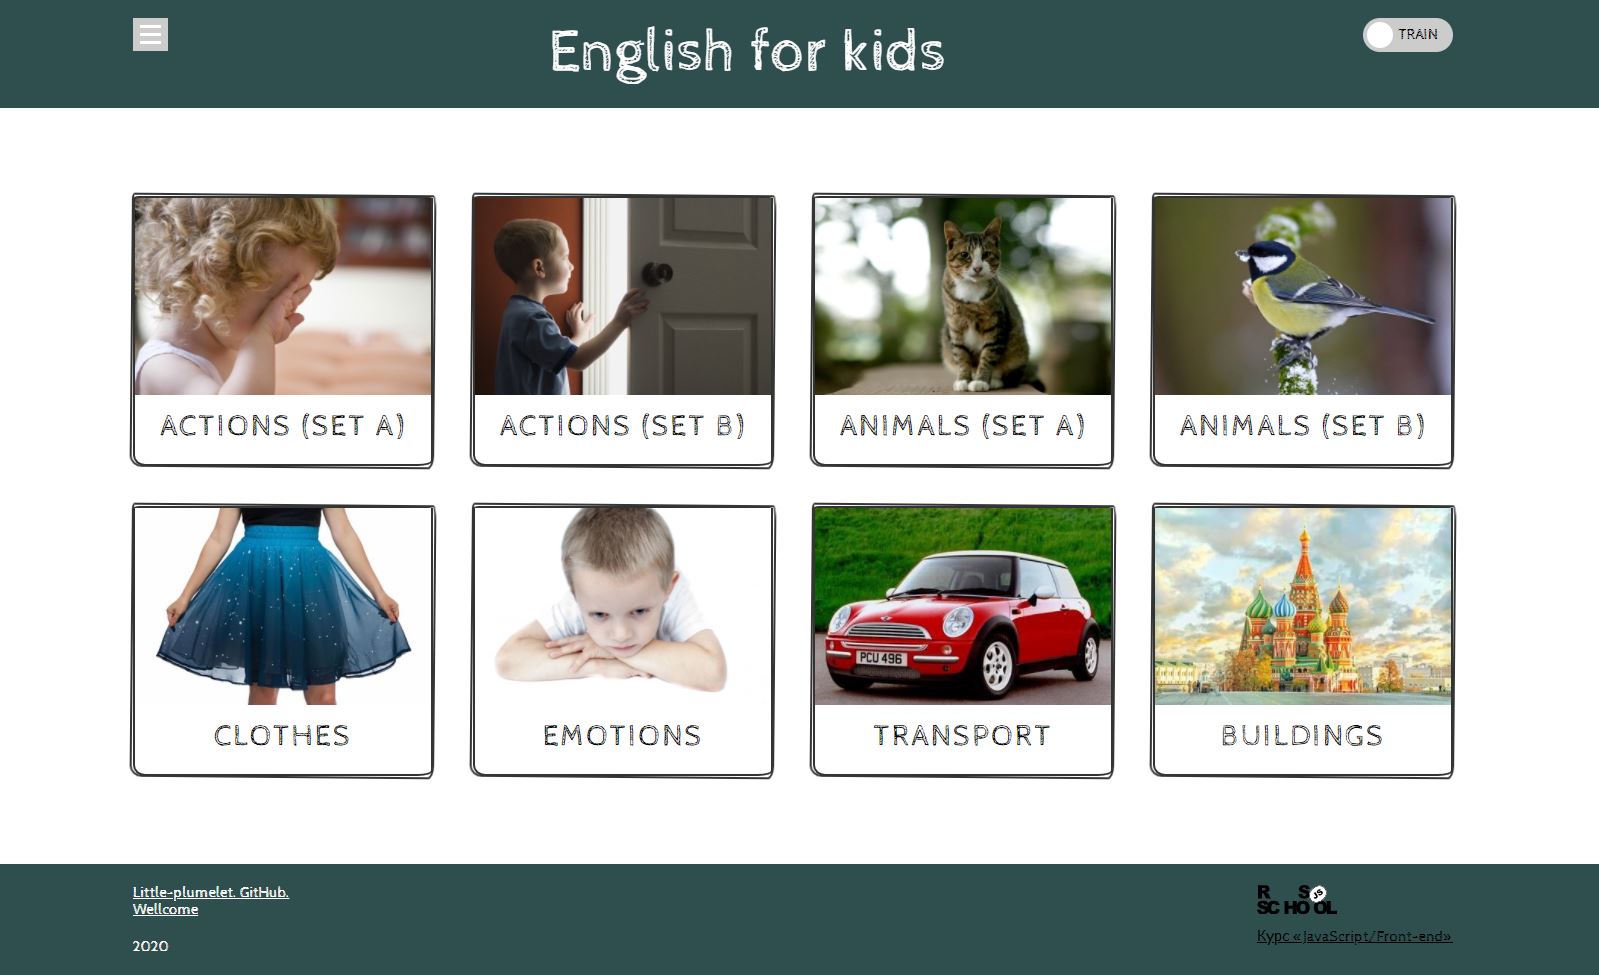 English for kids
TRAIN
ACTIONS (SET A)
ACTIONS (SET B)
ANIMALS (SET A)
ANIMALS (SET B)
PCU 496
CLOTHES
EMOTIONS
TRANSPORT
BUILDINGS
Little-plumelet. GitHub.
Wellcome
2020
R S JS
SCHOOL
Курс «JavaScript/Front-end»